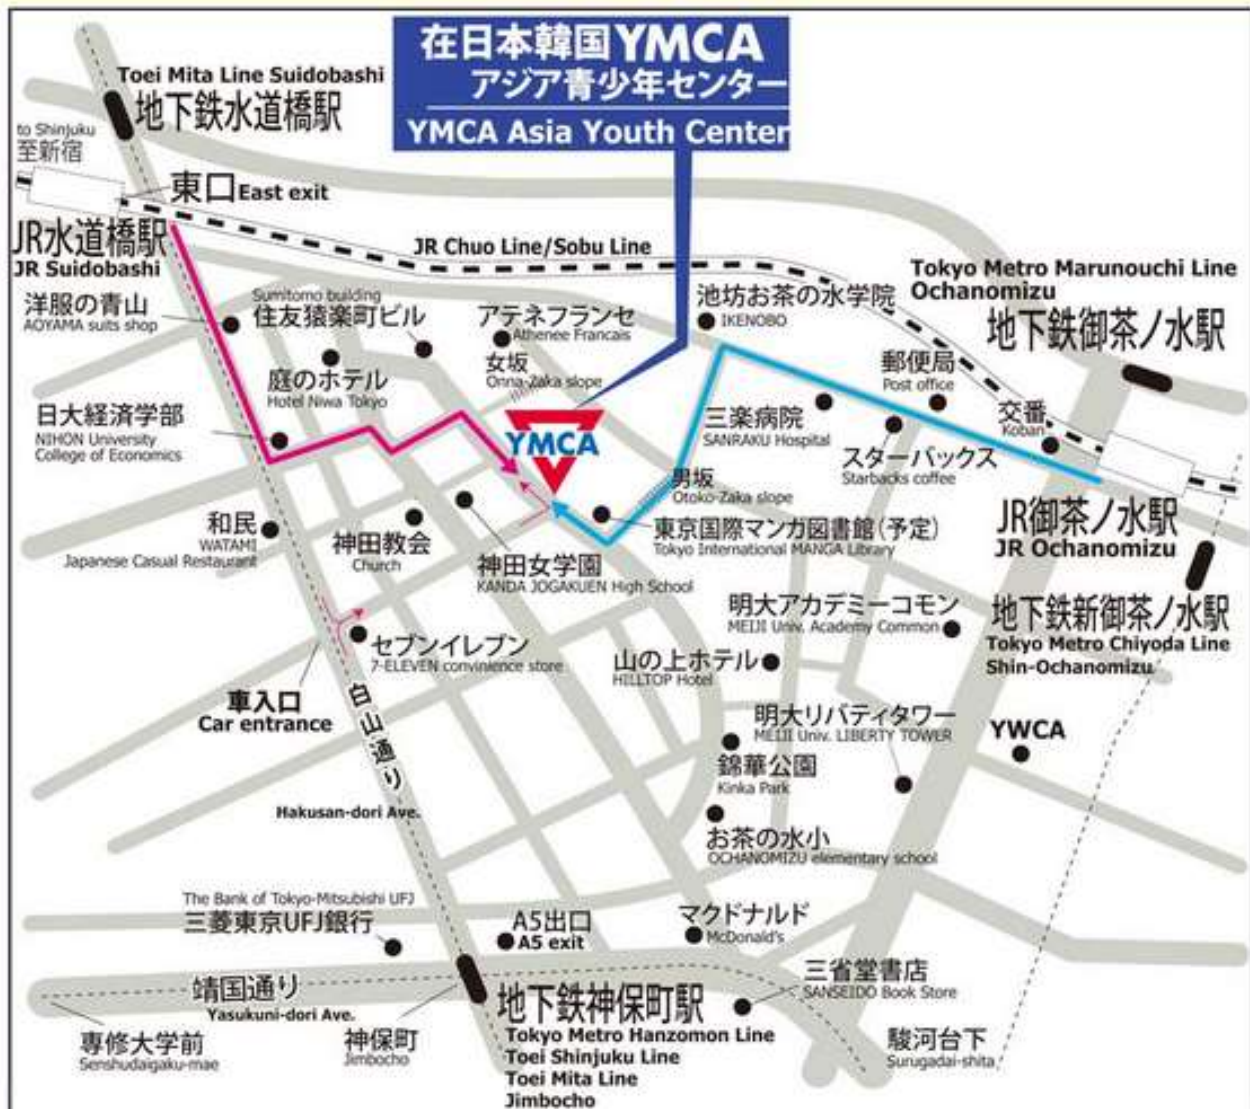 在日本韓国YMCA
アジア青少年センター
YMCA Asia Youth Center
Toei Mita Line Suidobashi
地下鉄水道橋駅
to Shinjuku
至新宿
東口East exit
JR水道橋駅
JR Suidobashi
JR Chuo Line/Sobu Line
Tokyo Metro Marunouchi Line
Ochanomizu
地下鉄御茶ノ水駅
洋服の青山
AOYAMA suits shop
Sumitomo building
住友猿楽町ビル
アテネフランセ
Athenee Francais
池坊お茶の水学院
IKENOBO
女坂
Onna-Zaka slope
庭のホテル
Hotel Niwa Tokyo
郵便局
Post office
交番
Koban
日大経済学部
NIHON University
College of Economics
YMCA
三楽病院
SANRAKU Hospital
スターバックス
Starbacks coffee
男坂
Otoko-Zaka slope
和民
WATAMI
Japanese Casual Restaurant
神田教会
Church
神田女学園
KANDA JOGAKUEN High School
東京国際マンガ図書館(予定)
Tokyo International MANGA Library
JR御茶ノ水駅
JR Ochanomizu
地下鉄新御茶ノ水駅
Tokyo Metro Chiyoda Line
Shin-Ochanomizu
明大アカデミーコモン
MEIJI Univ. Academy Common
セブンイレブン
7-ELEVEN convinience store
山の上ホテル
HILLTOP Hotel
車入口
Car entrance
白山通り
Hakusan-dori Ave.
明大リバティタワー
MEIJI Univ. LIBERTY TOWER
YWCA
錦華公園
Kinka Park
お茶の水小
OCHANOMIZU elementary school
The Bank of Tokyo-Mitsubishi UFJ
三菱東京UFJ銀行
A5出口
A5 exit
マクドナルド
McDonald's
靖国通り
Yasukuni-dori Ave.
三省堂書店
SANSEIDO Book Store
専修大学前
Senshudaigaku-mae
神保町
Jimbocho
地下鉄神保町駅
Tokyo Metro Hanzomon Line
Toei Shinjuku Line
Toei Mita Line
Jimbocho
駿河台下
Surugadai-shita